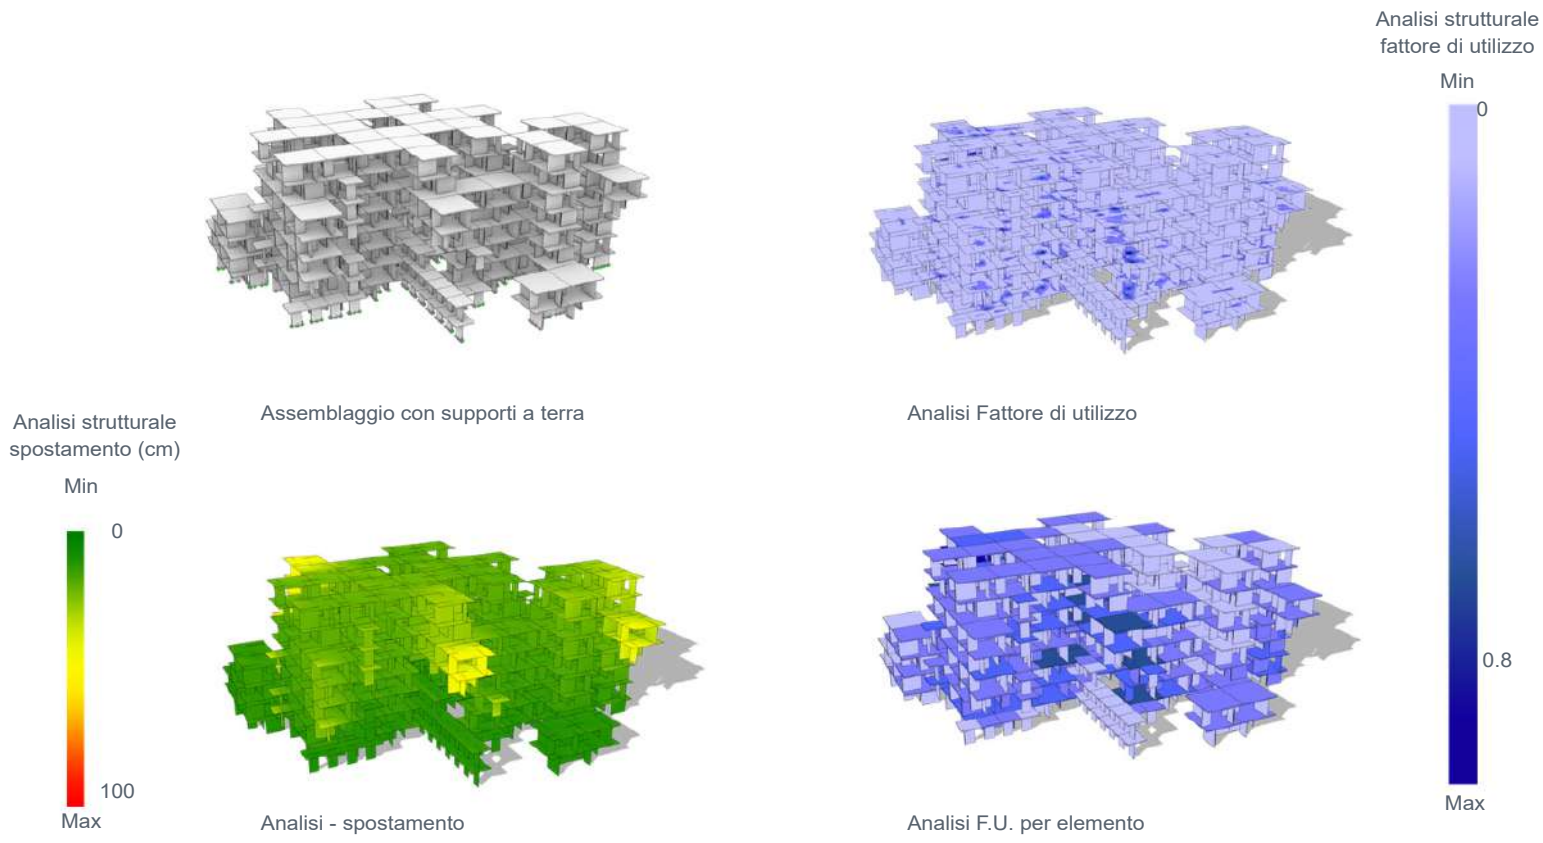 Analisi strutturale
fattore di utilizzo
Min
0
0.8
Max
Assemblaggio con supporti a terra
Analisi Fattore di utilizzo
Analisi strutturale
spostamento (cm)
Min
0
100
Max
Analisi - spostamento
Analisi F.U. per elemento